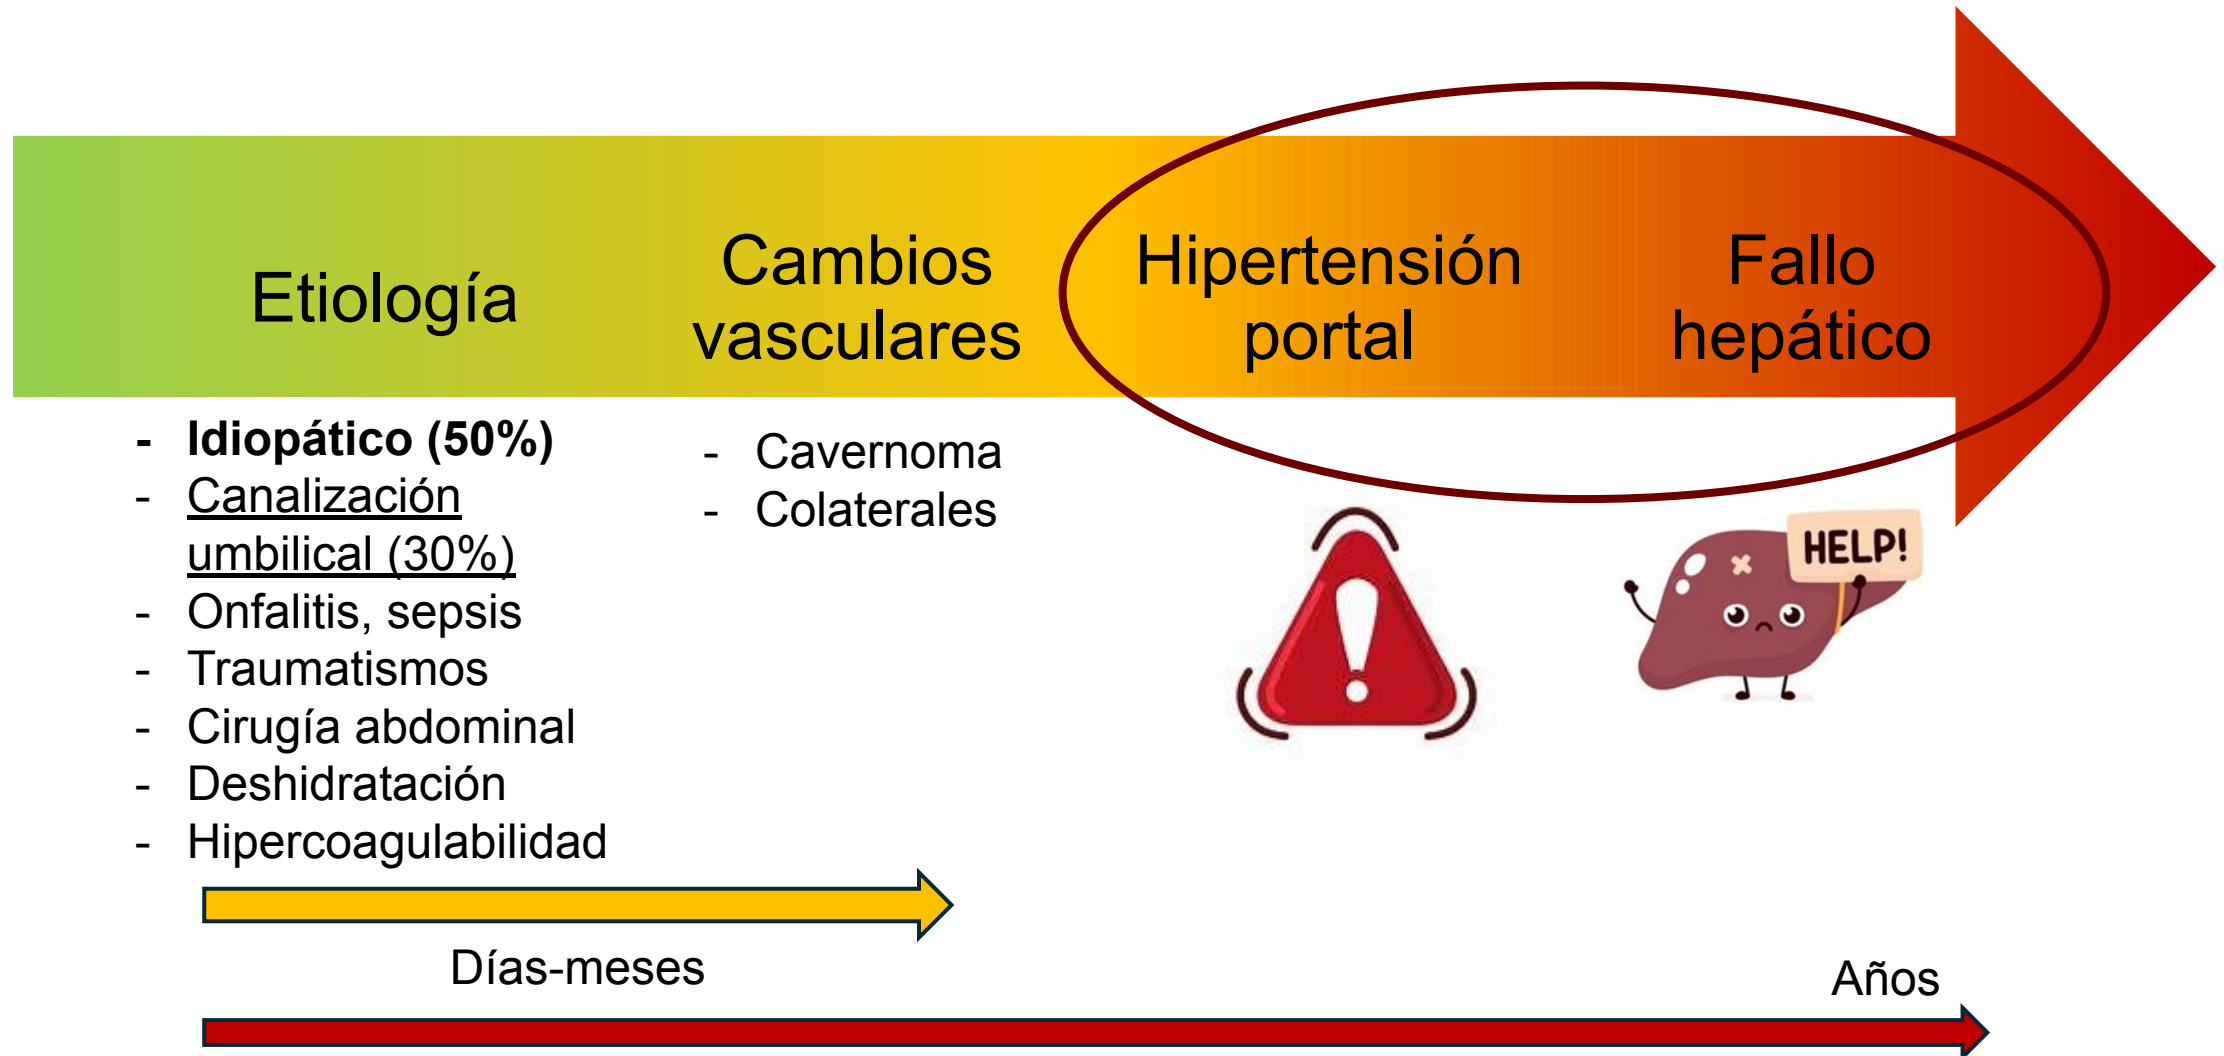 Etiología
Cambios
vasculares
Hipertensión
portal
Fallo
hepático
- Idiopático (50%)
- Canalización
umbilical (30%)
- Onfalitis, sepsis
- Traumatismos
- Cirugía abdominal
- Deshidratación
- Hipercoagulabilidad
- Cavernoma
- Colaterales
HELP!
Días-meses
Años